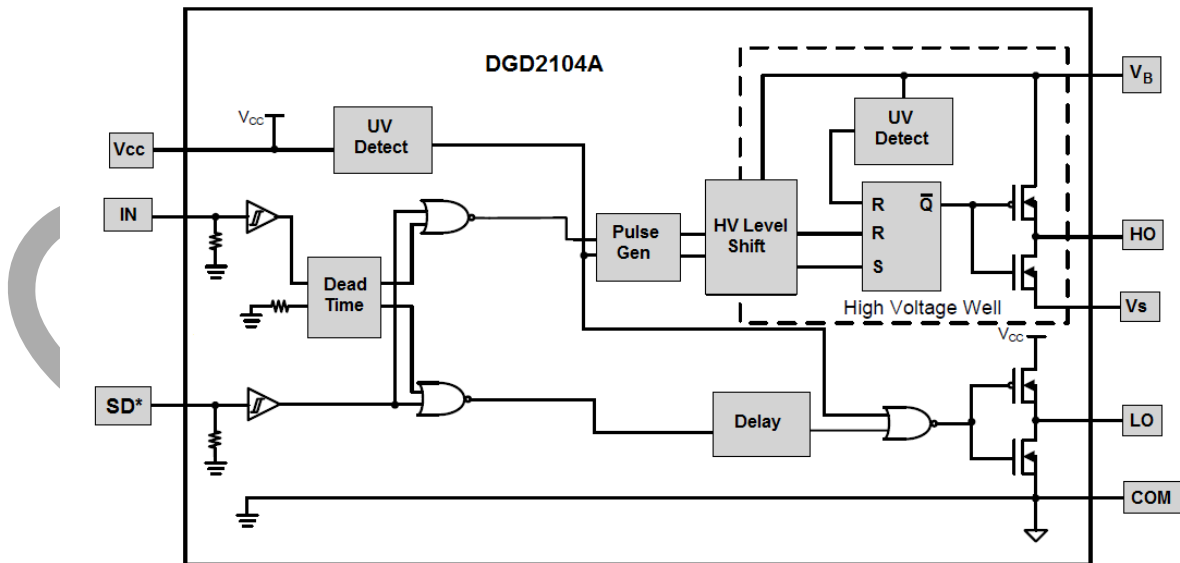 DGD2104A
VB
VCC
UV
Detect
UV
Detect
Vcc
IN
R
Q̅
Pulse
Gen
HV Level
Shift
R
HO
S
Dead
Time
High Voltage Well
Vs
VCC
SD*
Delay
LO
COM